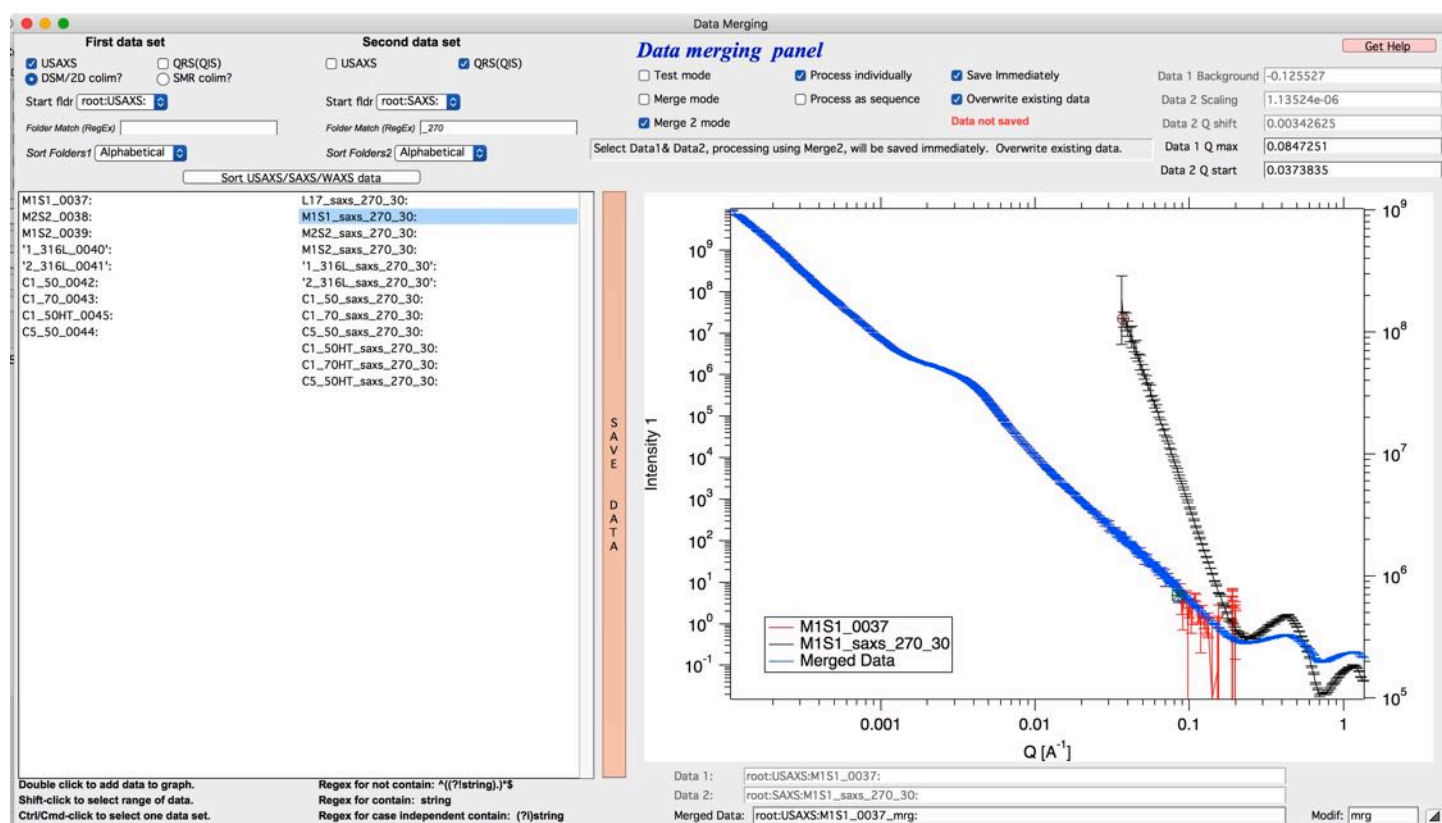 Data Merging
First data set
Second data set
USAXS QRS(QIS)
DSM/2D colim? SMR colim?
USAXS QRS(QIS)
Start fldr root:USAXS:
Start fldr root:SAXS:
Folder Match (RegEx)
Folder Match (RegEx) _270
Sort Folders1 Alphabetical
Sort Folders2 Alphabetical
Sort USAXS/SAXS/WAXS data
Data merging panel
Get Help
Test mode Process individually Save Immediately
Merge mode Process as sequence Overwrite existing data
Merge 2 mode Data not saved
Select Data1& Data2, processing using Merge2, will be saved immediately. Overwrite existing data.
Data 1 Background -0.125527
Data 2 Scaling 1.13524e-06
Data 2 Q shift 0.00342625
Data 1 Q max 0.0847251
Data 2 Q start 0.0373835
M1S1_0037:
M2S2_0038:
M1S2_0039:
'1_316L_0040':
'2_316L_0041':
C1_50_0042:
C1_70_0043:
C1_50HT_0045:
C5_50_0044:
L17_saxs_270_30:
M1S1_saxs_270_30:
M2S2_saxs_270_30:
M1S2_saxs_270_30:
'1_316L_saxs_270_30':
'2_316L_saxs_270_30':
C1_50_saxs_270_30:
C1_70_saxs_270_30:
C5_50_saxs_270_30:
C1_50HT_saxs_270_30:
C1_70HT_saxs_270_30:
C5_50HT_saxs_270_30:
SAVE DATA
Intensity 1
10⁹
10⁸
10⁷
10⁶
10⁵
10⁴
10³
10²
10¹
10⁰
10⁻¹
10⁹
10⁸
10⁷
10⁶
10⁵
M1S1_0037
M1S1_saxs_270_30
Merged Data
0.001 0.01 0.1 1
Q [A⁻¹]
Double click to add data to graph.
Shift-click to select range of data.
Ctrl/Cmd-click to select one data set.
Regex for not contain: ^((?!string).)*$
Regex for contain: string
Regex for case independent contain: (?i)string
Data 1: root:USAXS:M1S1_0037:
Data 2: root:SAXS:M1S1_saxs_270_30:
Merged Data: root:USAXS:M1S1_0037_mrg:
Modif: mrg